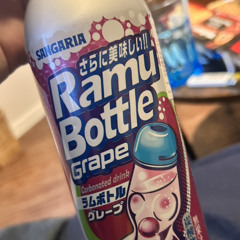 SANGARIA
さらに美味しい!!
Ramu
Bottle
Grape
Carbonated drink
ラムボトル
グレープ